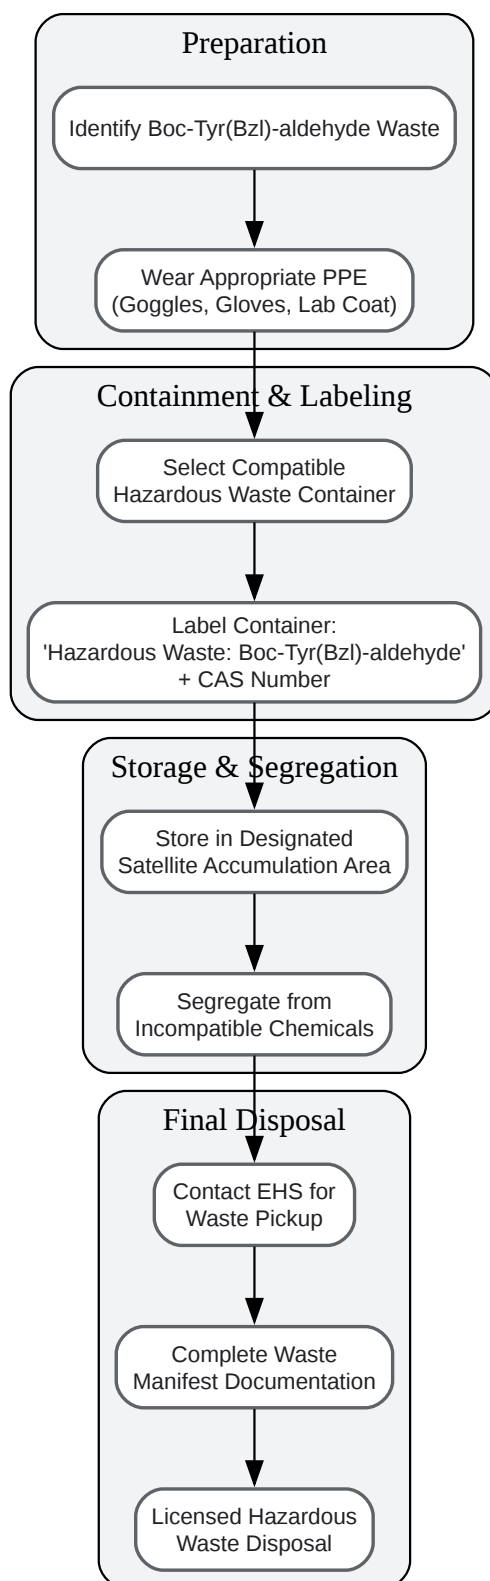 Preparation
Identify Boc-Tyr(Bzl)-aldehyde Waste
Wear Appropriate PPE
(Goggles, Gloves, Lab Coat)
Containment & Labeling
Select Compatible
Hazardous Waste Container
Label Container:
'Hazardous Waste: Boc-Tyr(Bzl)-aldehyde'
+ CAS Number
Storage & Segregation
Store in Designated
Satellite Accumulation Area
Segregate from
Incompatible Chemicals
Final Disposal
Contact EHS for
Waste Pickup
Complete Waste
Manifest Documentation
Licensed Hazardous
Waste Disposal